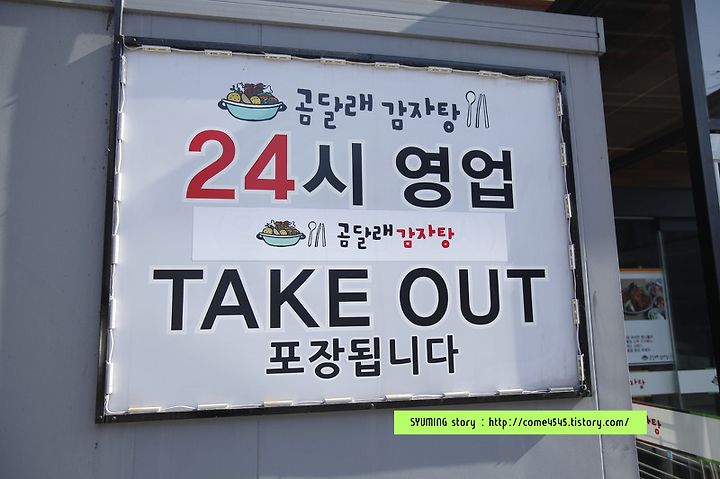 곰달래 감자탕
24시 영업
곰달래감자탕
TAKE OUT
포장됩니다
SYUMING story : http://come4545.tistory.com/